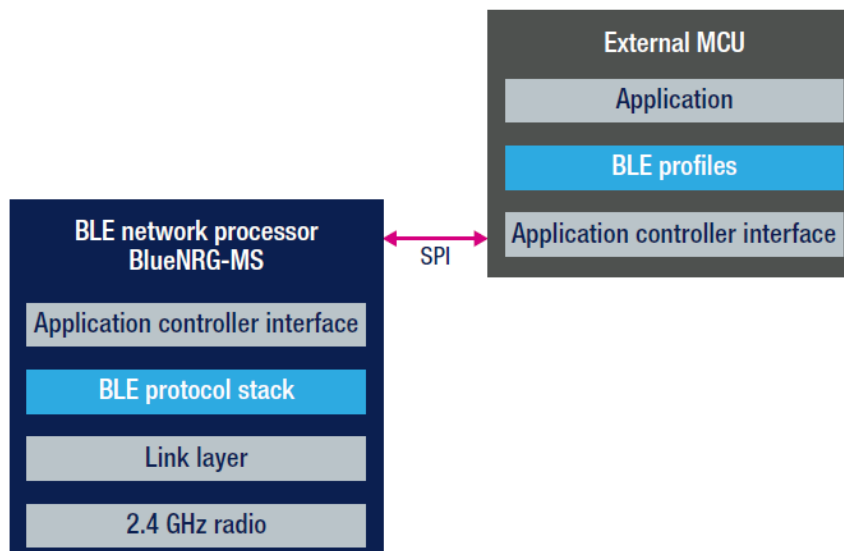 External MCU
Application
BLE profiles
Application controller interface
SPI
BLE network processor
BlueNRG-MS
Application controller interface
BLE protocol stack
Link layer
2.4 GHz radio